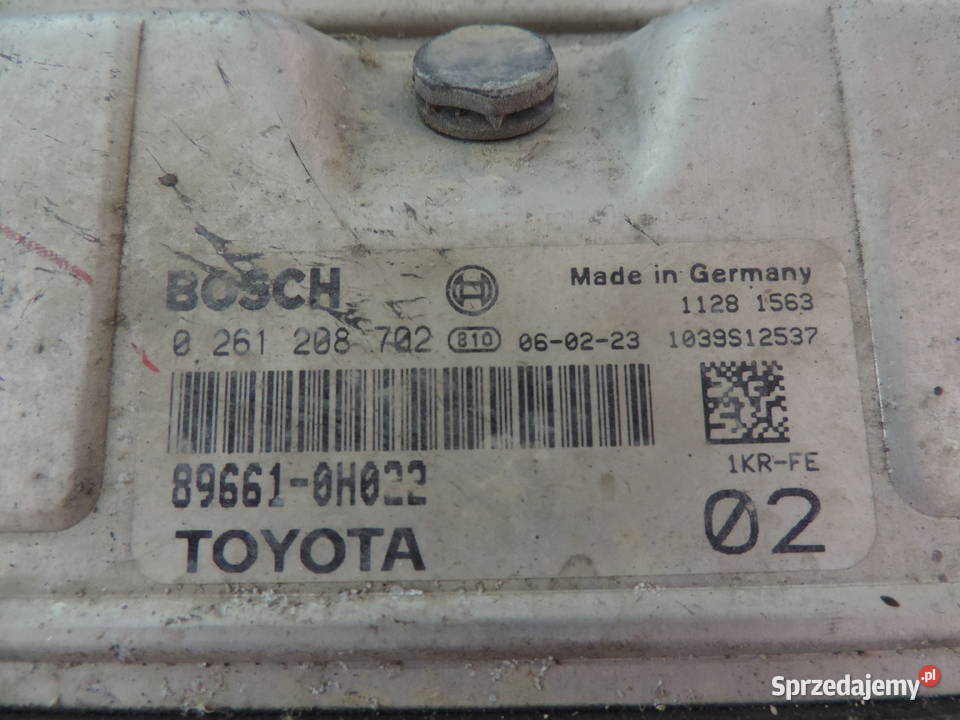 BOSCH Made in Germany
1128 1563
0 261 208 702 810 06-02-23 1039S12537
89661-0H022
1KR-FE
TOYOTA 02
Sprzedajemy.pl